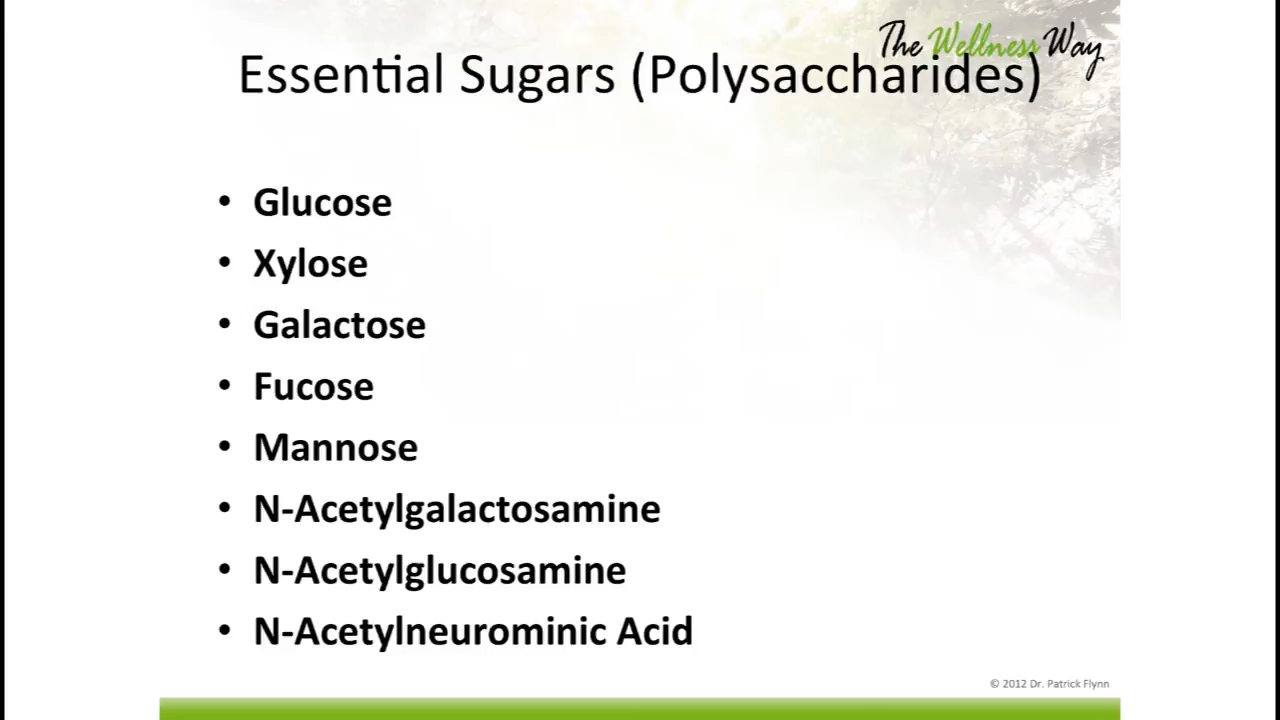 The Wellness Way
Essential Sugars (Polysaccharides)
• Glucose
• Xylose
• Galactose
• Fucose
• Mannose
• N-Acetylgalactosamine
• N-Acetylglucosamine
• N-Acetylneurominic Acid
© 2012 Dr. Patrick Flynn